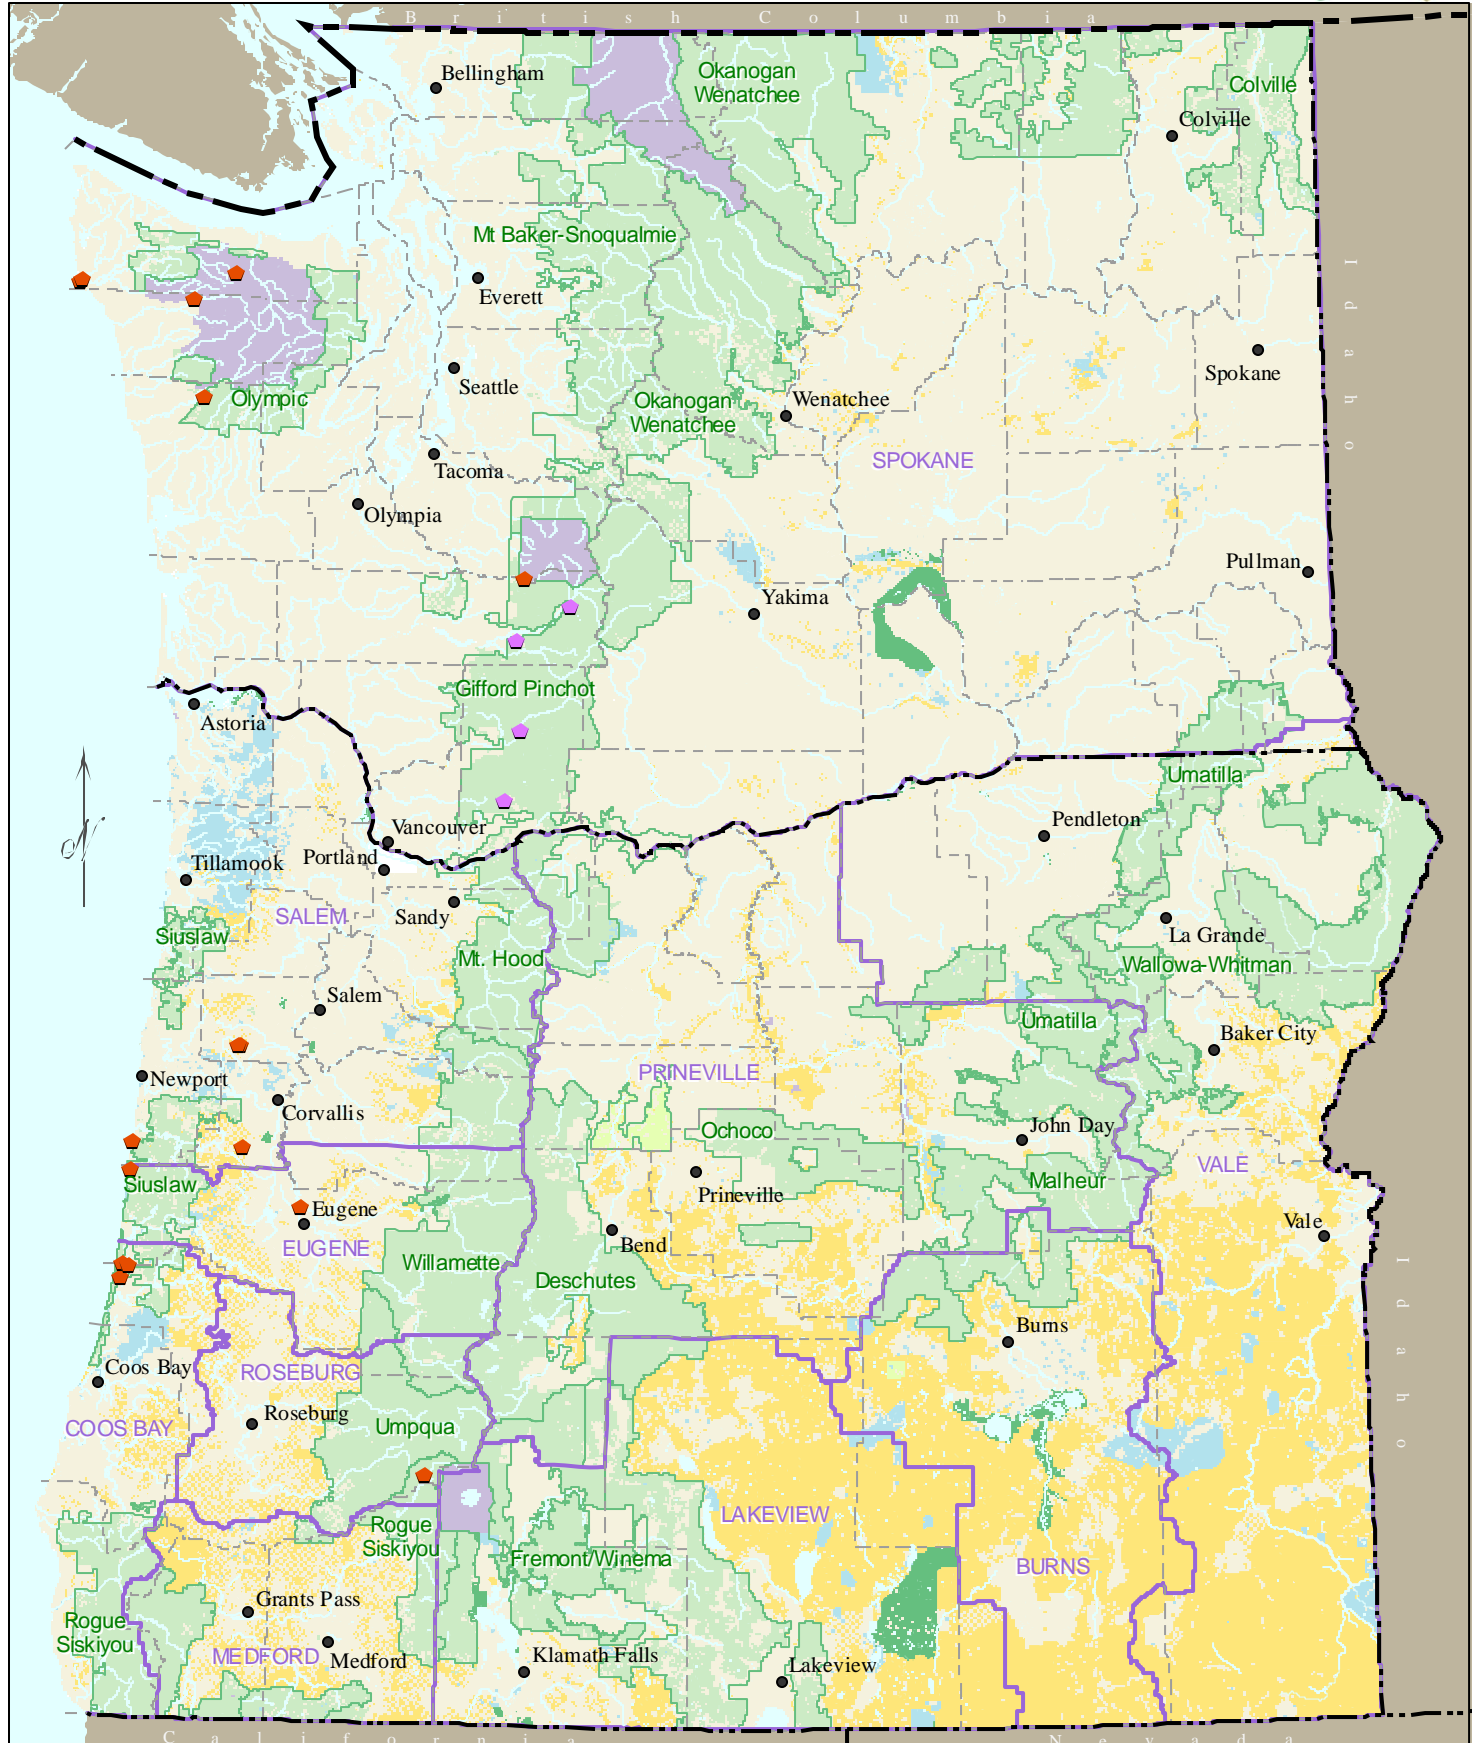 British Columbia
Bellingham
Okanogan
Wenatchee
Colville
Colville
Mt Baker-Snoqualmie
Idaho
Everett
Seattle
Spokane
Olympic
Okanogan
Wenatchee
Wenatchee
SPOKANE
Tacoma
Olympia
Pullman
Yakima
Gifford Pinchot
Astoria
Umatilla
Vancouver
Pendleton
Portland
Tillamook
N
SALEM
Sandy
La Grande
Siuslaw
Mt. Hood
Wallowa-Whitman
Salem
Umatilla
Baker City
Newport
PRINEVILLE
Corvallis
Ochoco
John Day
VALE
Siuslaw
Prineville
Malheur
Eugene
Vale
EUGENE
Bend
Willamette
Deschutes
Idaho
Burns
Coos Bay
ROSEBURG
Roseburg
COOS BAY
Umpqua
LAKEVIEW
Rogue
Siskiyou
Fremont/Winema
BURNS
Grants Pass
Rogue
Siskiyou
MEDFORD
Medford
Klamath Falls
Lakeview
California
Nevada